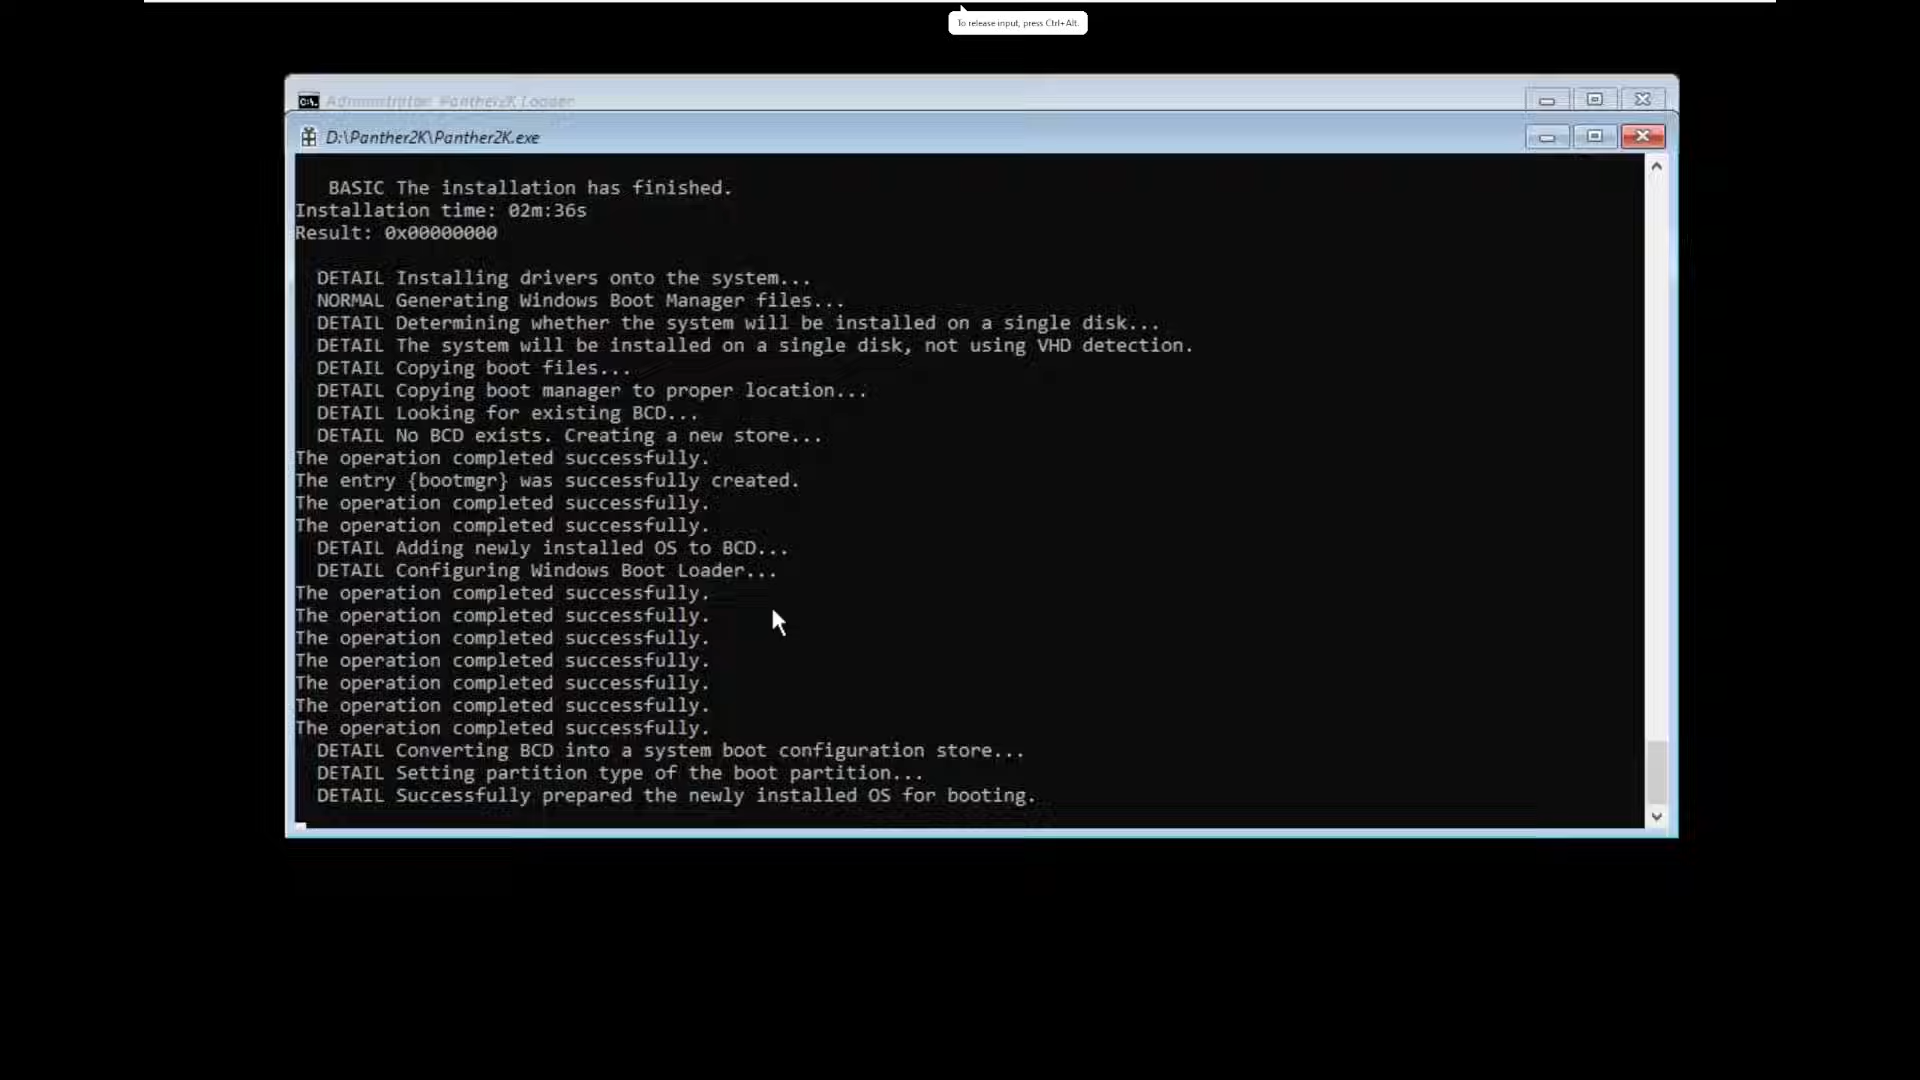 To release input, press Ctrl+Alt.
Administrator: Panther2K Loader
D:\Panther2K\Panther2K.exe
BASIC The installation has finished.
Installation time: 02m:36s
Result: 0x00000000
DETAIL Installing drivers onto the system...
NORMAL Generating Windows Boot Manager files...
DETAIL Determining whether the system will be installed on a single disk...
DETAIL The system will be installed on a single disk, not using VHD detection.
DETAIL Copying boot files...
DETAIL Copying boot manager to proper location...
DETAIL Looking for existing BCD...
DETAIL No BCD exists. Creating a new store...
The operation completed successfully.
The entry {bootmgr} was successfully created.
The operation completed successfully.
The operation completed successfully.
DETAIL Adding newly installed OS to BCD...
DETAIL Configuring Windows Boot Loader...
The operation completed successfully.
The operation completed successfully.
The operation completed successfully.
The operation completed successfully.
The operation completed successfully.
The operation completed successfully.
The operation completed successfully.
DETAIL Converting BCD into a system boot configuration store...
DETAIL Setting partition type of the boot partition...
DETAIL Successfully prepared the newly installed OS for booting.